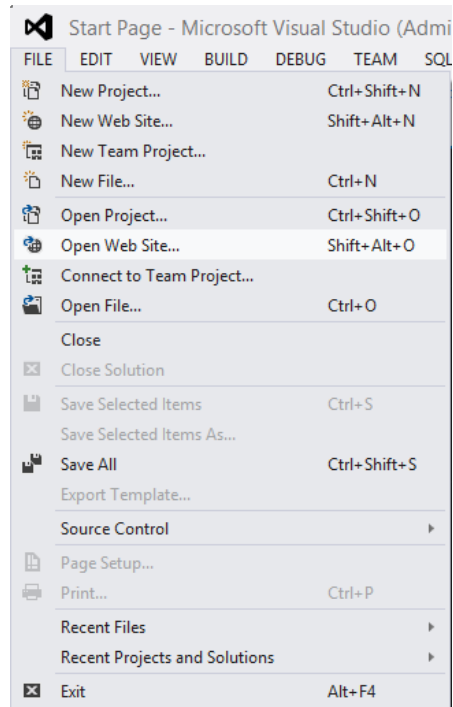 Start Page - Microsoft Visual Studio (Admi
FILE EDIT VIEW BUILD DEBUG TEAM SQL
New Project... Ctrl+Shift+N
New Web Site... Shift+Alt+N
New Team Project...
New File... Ctrl+N
Open Project... Ctrl+Shift+O
Open Web Site... Shift+Alt+O
Connect to Team Project...
Open File... Ctrl+O
Close
Close Solution
Save Selected Items Ctrl+S
Save Selected Items As...
Save All Ctrl+Shift+S
Export Template...
Source Control
Page Setup...
Print... Ctrl+P
Recent Files
Recent Projects and Solutions
Exit Alt+F4